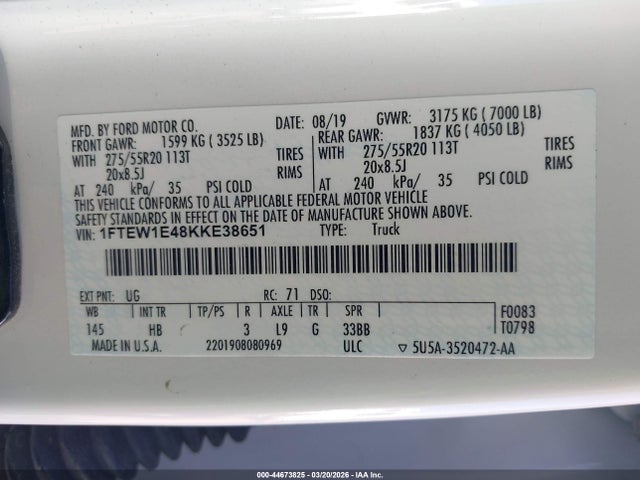 MFD. BY FORD MOTOR CO. DATE: 08/19 GVWR: 3175 KG ( 7000 LB)
FRONT GAWR: 1599 KG ( 3525 LB) REAR GAWR: 1837 KG ( 4050 LB)
WITH 275/55R20 113T TIRES WITH 275/55R20 113T TIRES
20x8.5J RIMS 20x8.5J RIMS
AT 240 kPa/ 35 PSI COLD AT 240 kPa/ 35 PSI COLD
THIS VEHICLE CONFORMS TO ALL APPLICABLE FEDERAL MOTOR VEHICLE
SAFETY STANDARDS IN EFFECT ON THE DATE OF MANUFACTURE SHOWN ABOVE.
VIN: 1FTEW1E48KKE38651 TYPE: Truck
EXT PNT: UG RC: 71 DSO:
WB INT TR TP/PS R AXLE TR SPR F0083
145 HB 3 L9 G 33BB T0798
MADE IN U.S.A. 2201908080969 ULC ▽ 5U5A-3520472-AA
000-44673825 | 03/20/2026 | IAA Inc.